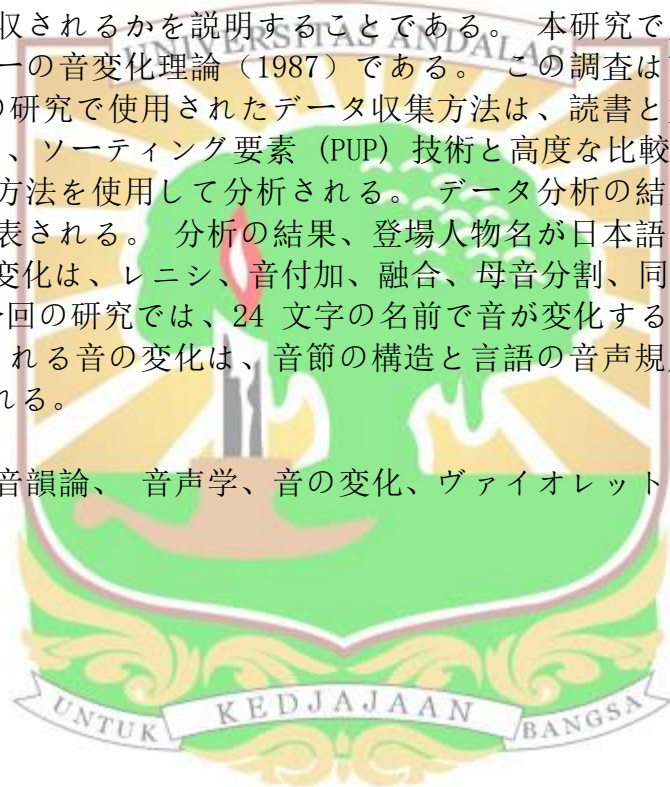 収されるかを説明することである。 本研究で
UNIVERSITAS ANDALAS
ーの音変化理論（1987）である。 この調査は
の研究で使用されたデータ収集方法は、読書と
、ソーティング要素 (PUP) 技術と高度な比較
方法を使用して分析される。 データ分析の結
表される。 分析の結果、登場人物名が日本語
変化は、レニシ、音付加、融合、母音分割、同
今回の研究では、24 文字の名前で音が変化する
れる音の変化は、音節の構造と言語の音声規
れる。
音韻論、 音声学、音の変化、ヴァイオレット
UNTUK KEDJAJAAN BANGSA